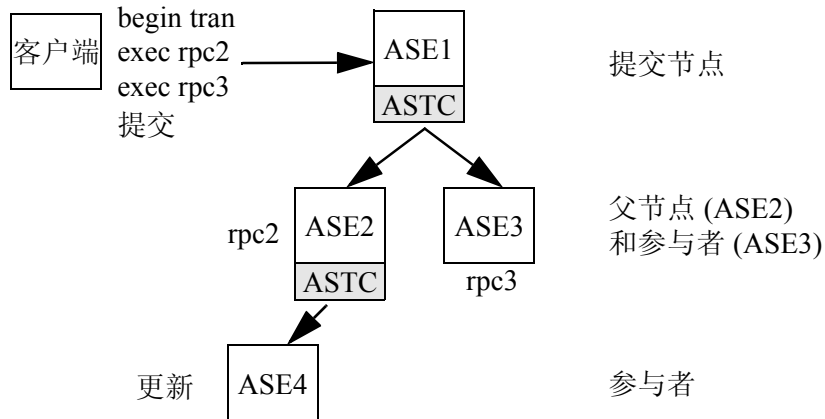 begin tran
客户端
exec rpc2
ASE1
提交节点
exec rpc3
提交
ASTC
rpc2
ASE2
ASE3
父节点 (ASE2)
和参与者 (ASE3)
ASTC
rpc3
更新
ASE4
参与者